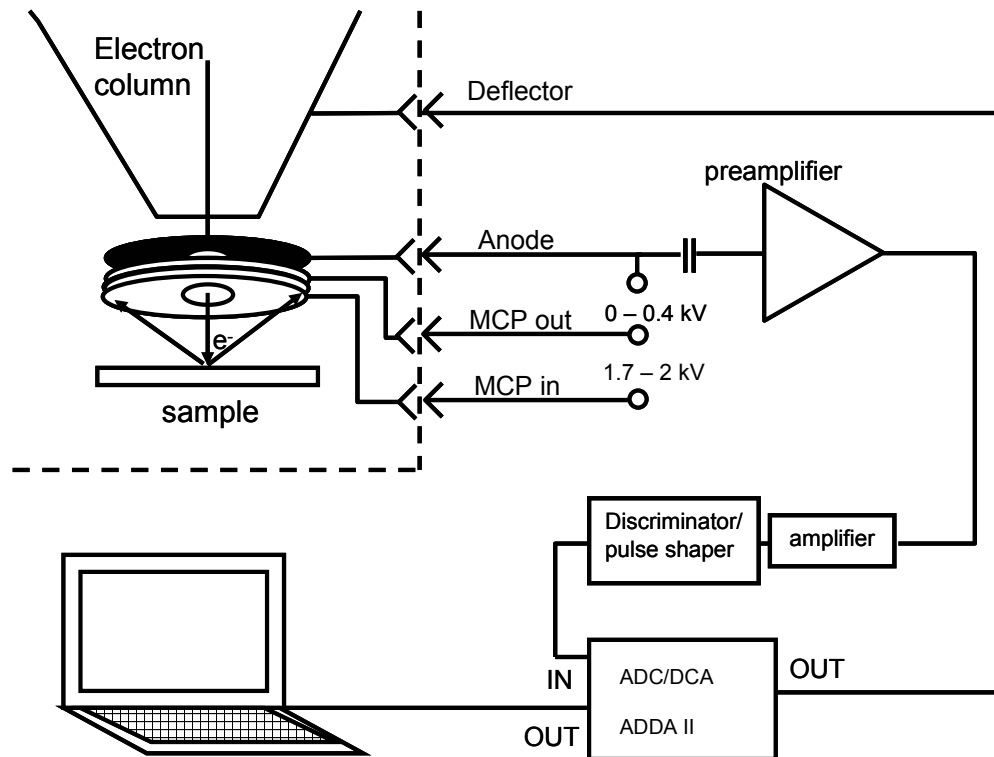 Electron
column
Deflector
preamplifier
Anode
0 – 0.4 kV
MCP out
e-
1.7 – 2 kV
MCP in
sample
Discriminator/
pulse shaper
amplifier
IN
ADC/DCA
OUT
ADDA II
OUT